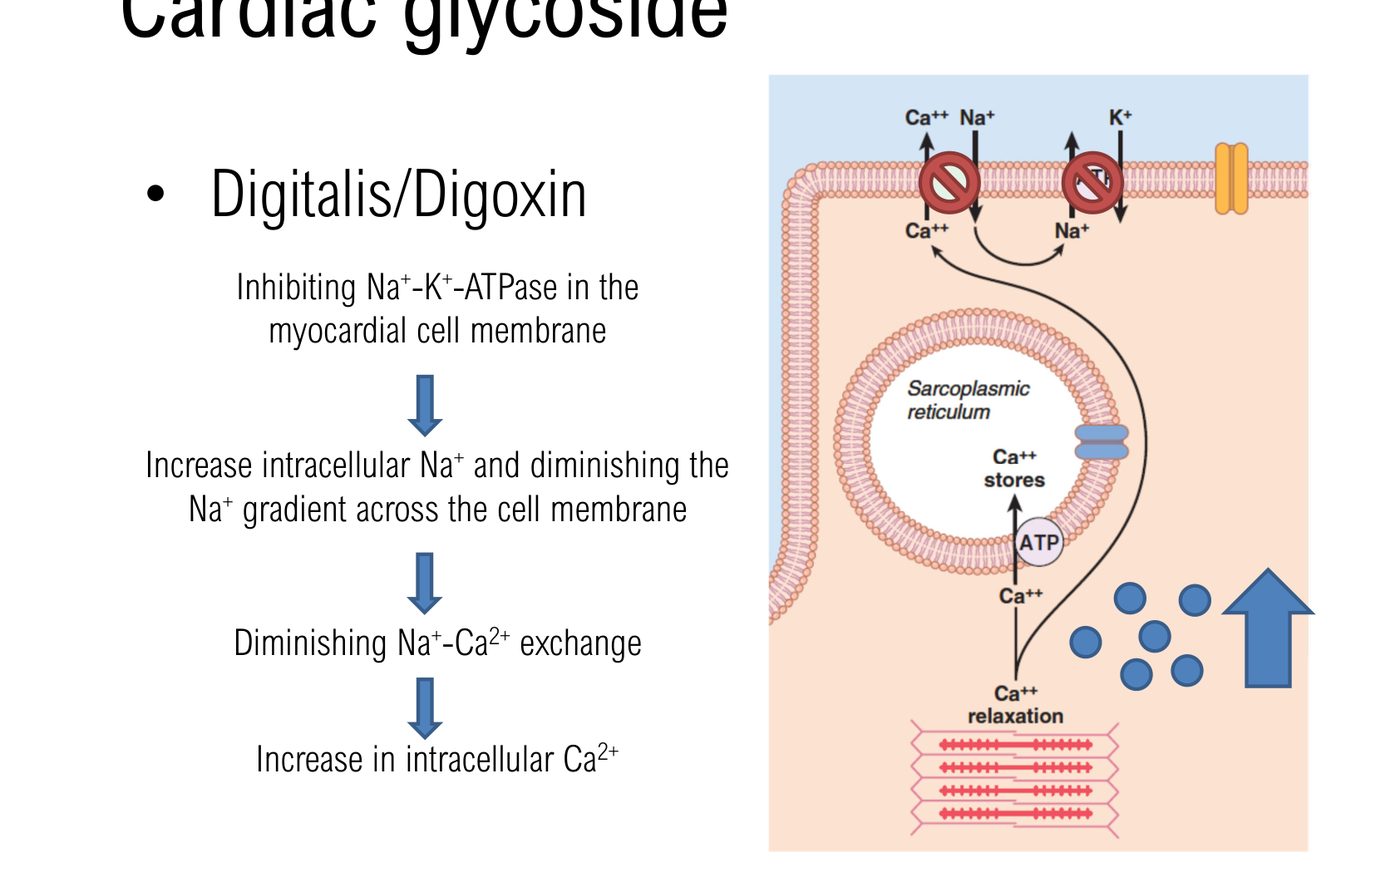 Cardiac glycoside
• Digitalis/Digoxin
Inhibiting Na⁺-K⁺-ATPase in the
myocardial cell membrane
Increase intracellular Na⁺ and diminishing the
Na⁺ gradient across the cell membrane
Diminishing Na⁺-Ca²⁺ exchange
Increase in intracellular Ca²⁺
Ca⁺⁺ Na⁺ K⁺
Ca⁺⁺ Na⁺
Sarcoplasmic
reticulum
Ca⁺⁺
stores
ATP
Ca⁺⁺
Ca⁺⁺
relaxation